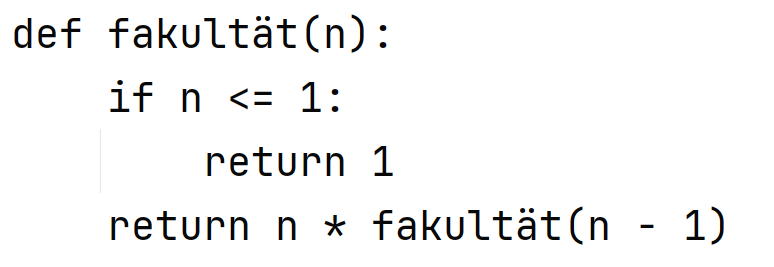 def fakultät(n):
    if n <= 1:
        return 1
    return n * fakultät(n - 1)